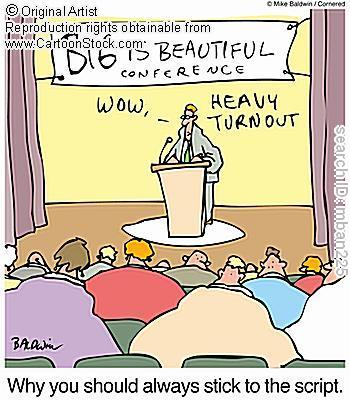 © Original Artist
Reproduction rights obtainable from
www.CartoonStock.com
© Mike Baldwin / Cornered
BIG IS BEAUTIFUL
CONFERENCE
WOW, -
HEAVY
TURNOUT
search ID: mban2225
BALDWIN
Why you should always stick to the script.